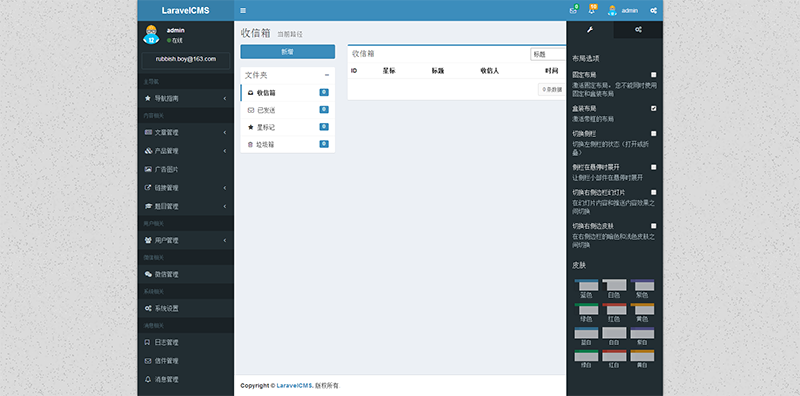 LaravelCMS
0
10
admin
admin
在线
rubbish.boy@163.com
主导航
导航指南
内容相关
文章管理
产品管理
广告图片
链接管理
题目管理
用户相关
用户管理
微信相关
微信管理
系统相关
系统设置
消息相关
日志管理
信件管理
消息管理
收信箱 当前路径
新增
文件夹
收信箱 0
已发送 0
星标记 0
垃圾箱 0
收信箱
标题
ID 星标 标题 收信人 时间
0 条数据
Copyright © LaravelCMS. 版权所有.
布局选项
固定布局
激活固定布局。您不能同时使用
固定和盒装布局
盒装布局
激活带框的布局
切换侧栏
切换左侧栏的状态（打开或折
叠）
侧栏在悬停时展开
让侧栏小部件在悬停时展开
切换右侧边栏幻灯片
在幻灯片内容和推送内容效果之
间切换
切换右侧边栏皮肤
在右侧边栏的暗色和浅色皮肤之
间切换
皮肤
蓝色 白色 紫色
绿色 红色 黄色
蓝白 白白 紫白
绿白 红白 黄白